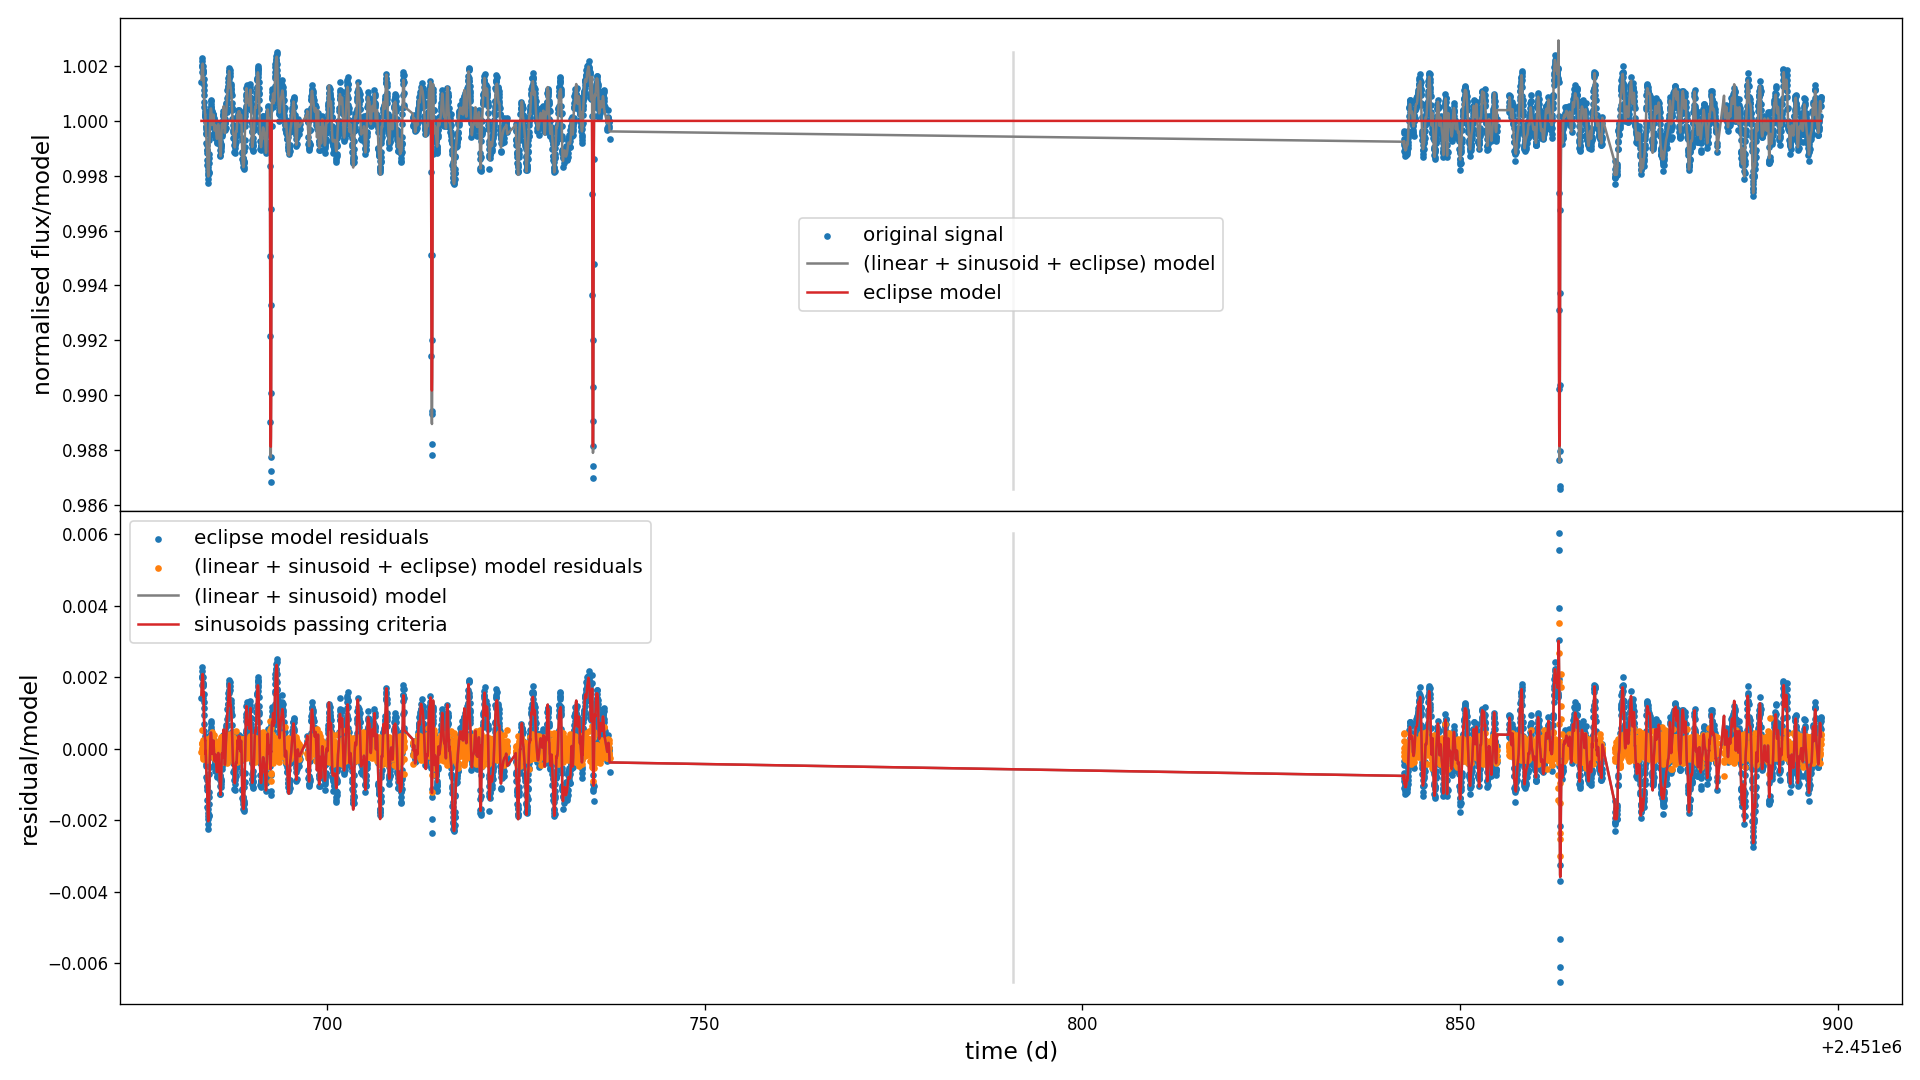 normalised flux/model
1.002
1.000
0.998
0.996
0.994
0.992
0.990
0.988
0.986
original signal
(linear + sinusoid + eclipse) model
eclipse model
residual/model
0.006
0.004
0.002
0.000
−0.002
−0.004
−0.006
eclipse model residuals
(linear + sinusoid + eclipse) model residuals
(linear + sinusoid) model
sinusoids passing criteria
700
750
800
850
900
+2.451e6
time (d)